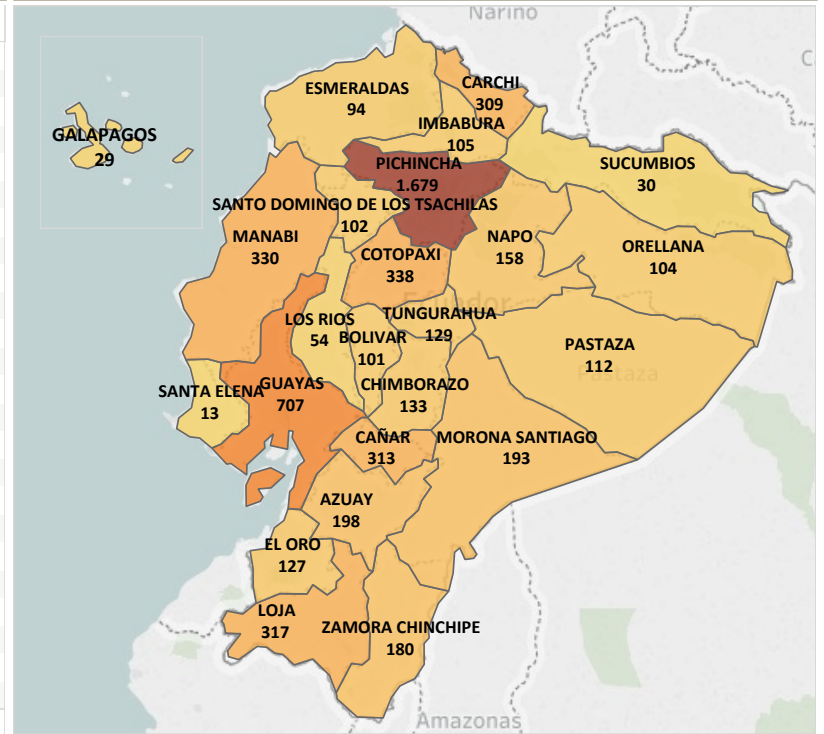 Nariño
ESMERALDAS
94
CARCHI
309
IMBABURA
105
GALAPAGOS
29
PICHINCHA
1.679
SUCUMBIOS
30
SANTO DOMINGO DE LOS TSACHILAS
102
MANABI
330
NAPO
158
ORELLANA
104
COTOPAXI
338
Ecuador
TUNGURAHUA
129
LOS RIOS
54
BOLIVAR
101
PASTAZA
112
Pastaza
SANTA ELENA
13
GUAYAS
707
CHIMBORAZO
133
CAÑAR
313
MORONA SANTIAGO
193
AZUAY
198
EL ORO
127
LOJA
317
ZAMORA CHINCHIPE
180
Amazonas